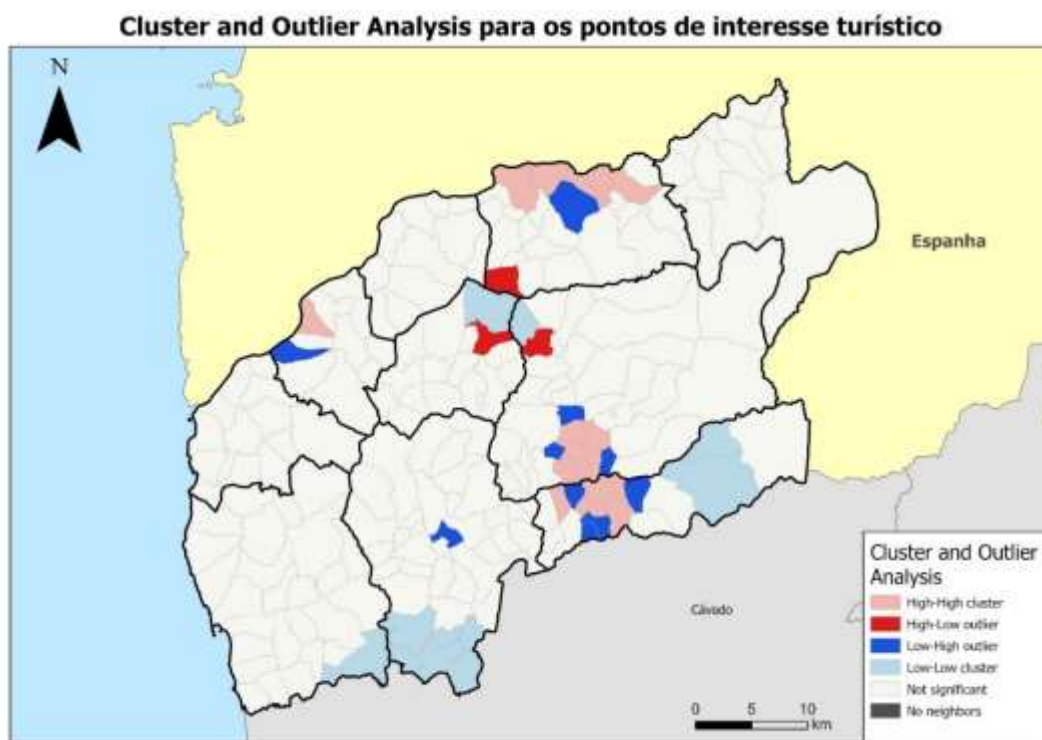 Cluster and Outlier Analysis para os pontos de interesse turístico
N
Espanha
Cávado
Cluster and Outlier
Analysis
High-High cluster
High-Low outlier
Low-High outlier
Low-Low cluster
Not significant
No neighbors
0 5 10
km